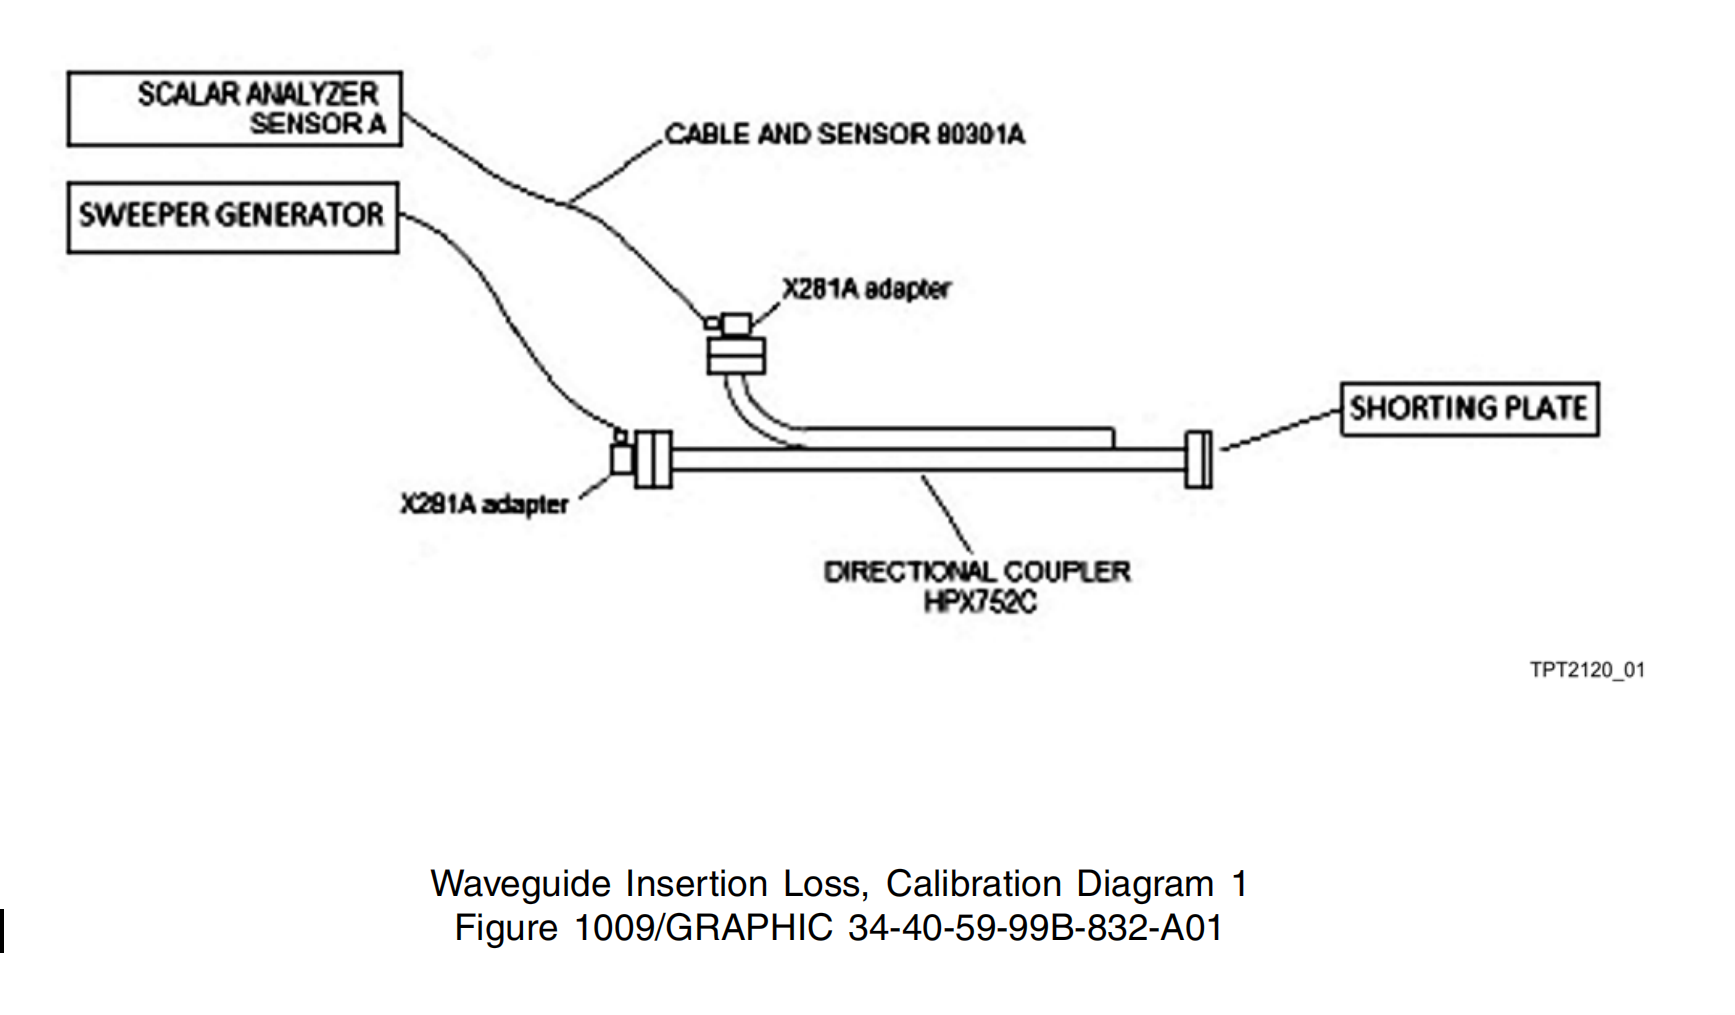 SCALAR ANALYZER
SENSOR A
CABLE AND SENSOR 80301A
SWEEPER GENERATOR
X281A adapter
SHORTING PLATE
X281A adapter
DIRECTIONAL COUPLER
HPX752C
TPT2120_01
Waveguide Insertion Loss, Calibration Diagram 1
Figure 1009/GRAPHIC 34-40-59-99B-832-A01